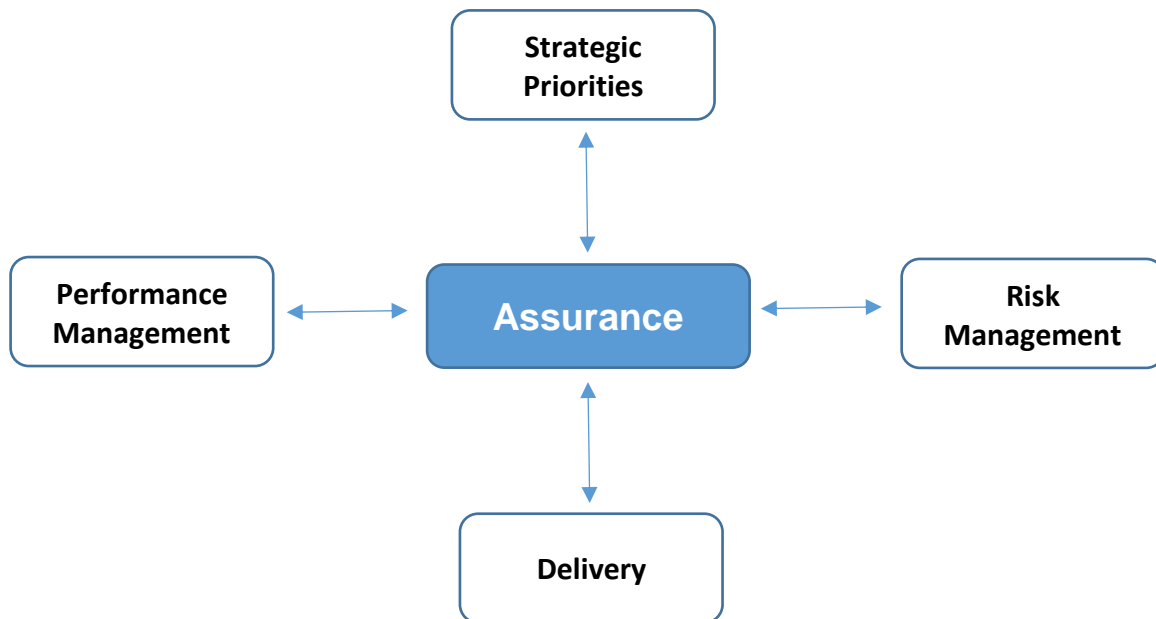 Strategic
Priorities
Performance
Management
Assurance
Risk
Management
Delivery